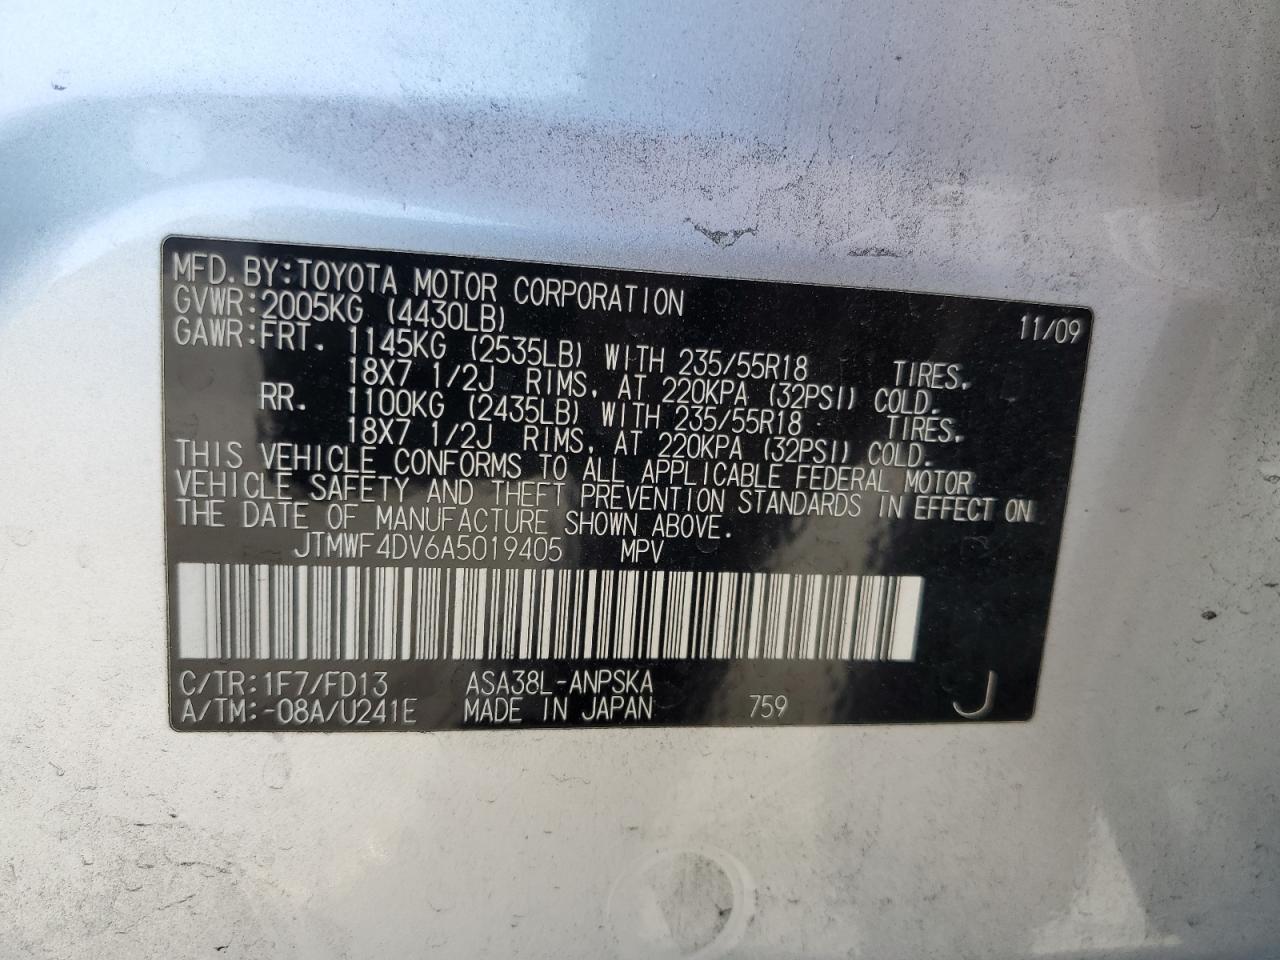 MFD. BY: TOYOTA MOTOR CORPORATION 11/09
GVWR: 2005KG (4430LB)
GAWR: FRT. 1145KG (2535LB) WITH 235/55R18 TIRES,
18X7 1/2J RIMS, AT 220KPA (32PSI) COLD.
RR. 1100KG (2435LB) WITH 235/55R18 TIRES,
18X7 1/2J RIMS, AT 220KPA (32PSI) COLD.
THIS VEHICLE CONFORMS TO ALL APPLICABLE FEDERAL MOTOR
VEHICLE SAFETY AND THEFT PREVENTION STANDARDS IN EFFECT ON
THE DATE OF MANUFACTURE SHOWN ABOVE.
JTMWF4DV6A5019405 MPV
C/TR: 1F7/FD13 ASA38L-ANPSKA
A/TM: -08A/U241E MADE IN JAPAN 759 J